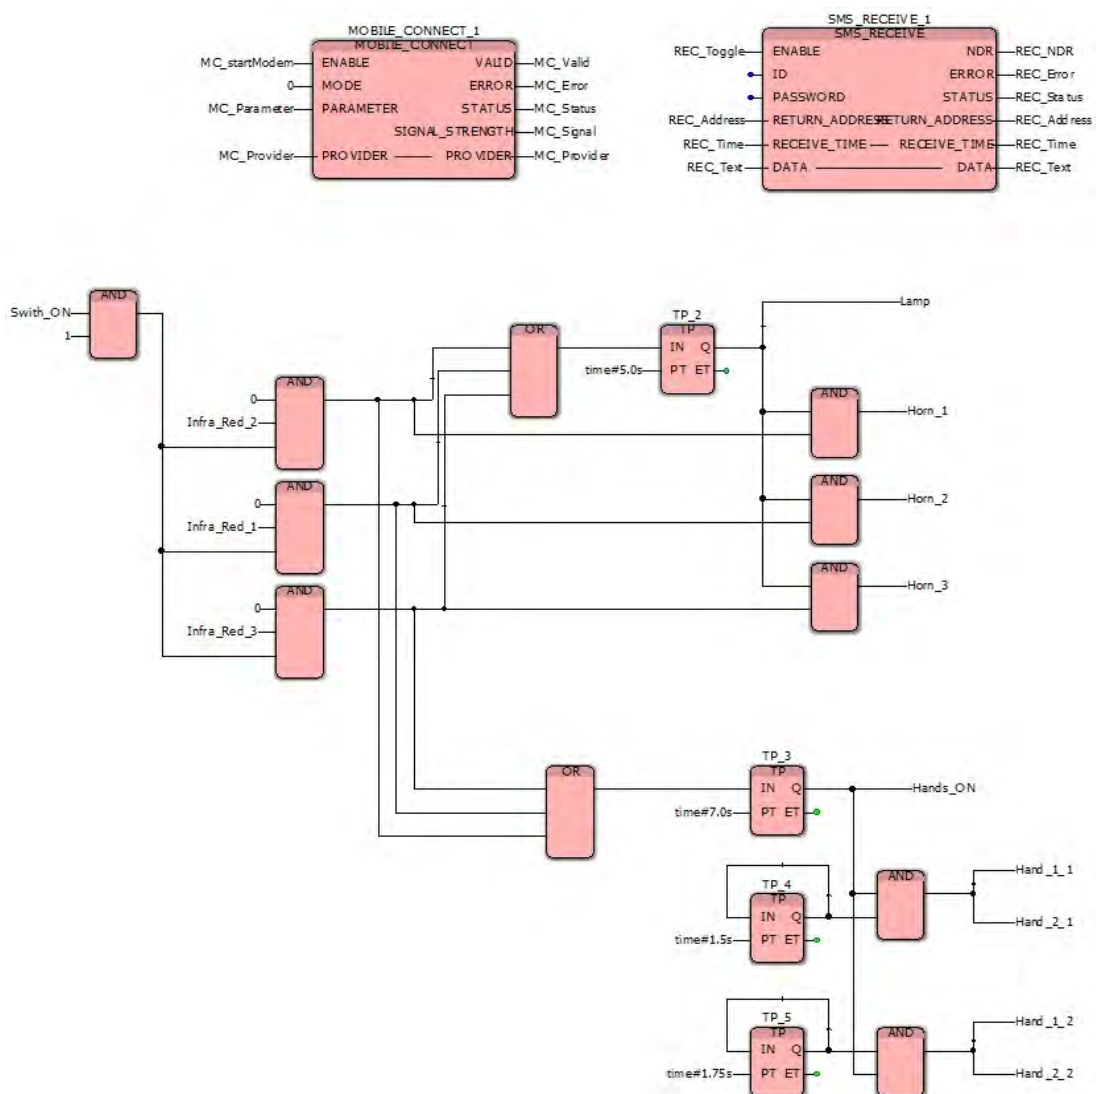 MOBILE_CONNECT_1
MOBILE_CONNECT
MC_startModem ENABLE VALID MC_Valid
0 MODE ERROR MC_Error
MC_Parameter PARAMETER STATUS MC_Status
SIGNAL_STRENGTH MC_Signal
MC_Provider PROVIDER PROVIDER MC_Provider
SMS_RECEIVE_1
SMS_RECEIVE
REC_Toggle ENABLE NDR REC_NDR
ID ERROR REC_Error
PASSWORD STATUS REC_Status
REC_Address RETURN_ADDRESS RETURN_ADDRESS REC_Address
REC_Time RECEIVE_TIME RECEIVE_TIME REC_Time
REC_Text DATA DATA REC_Text
AND
Swith_ON
1
Lamp
OR
TP_2
TP
IN Q
time#5.0s PT ET
AND
0
Infra_Red_2
AND
Horn_1
AND
0
Infra_Red_1
AND
Horn_2
AND
0
Infra_Red_3
AND
Horn_3
OR
TP_3
TP
IN Q Hands_ON
time#7.0s PT ET
TP_4
TP
IN Q
time#1.5s PT ET
AND
Hand_1_1
Hand_2_1
TP_5
TP
IN Q
time#1.75s PT ET
AND
Hand_1_2
Hand_2_2